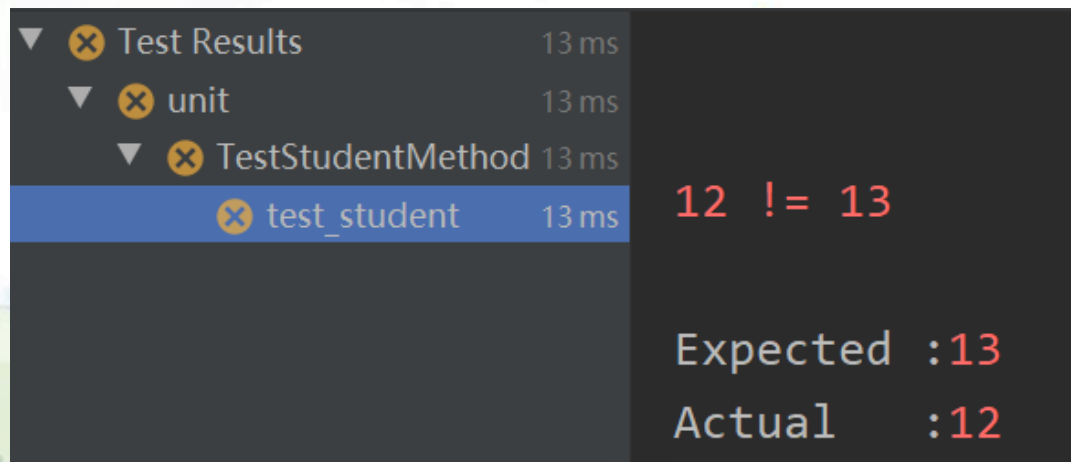 Test Results 13 ms
unit 13 ms
TestStudentMethod 13 ms
test_student 13 ms
12 != 13
Expected :13
Actual :12